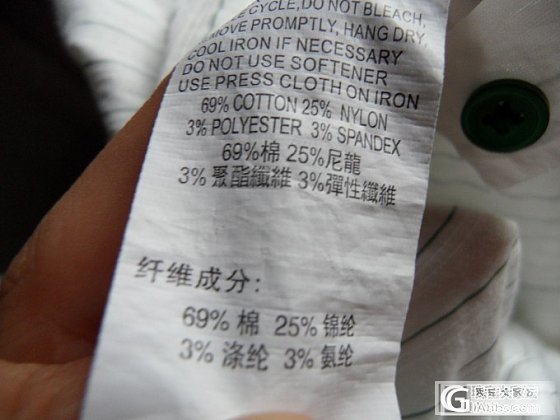 CYCLE, DO NOT BLEACH,
REMOVE PROMPTLY, HANG DRY,
COOL IRON IF NECESSARY
DO NOT USE SOFTENER
USE PRESS CLOTH ON IRON
69% COTTON 25% NYLON
3% POLYESTER 3% SPANDEX
69%棉 25%尼龍
3% 聚酯纖維 3%彈性纖維
纤维成分:
69% 棉 25% 锦纶
3% 涤纶 3% 氨纶